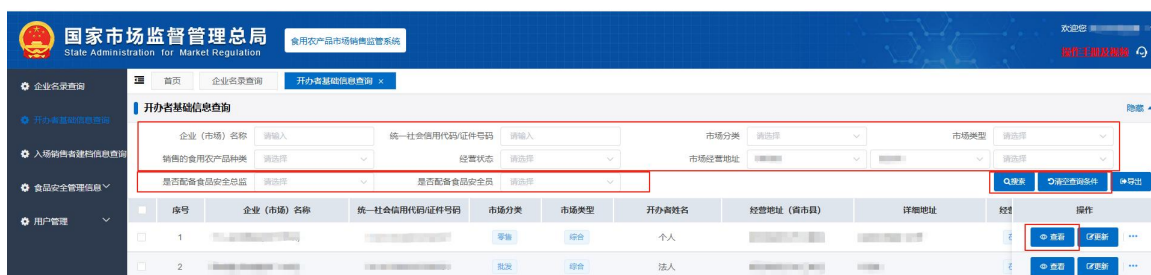 国家市场监督管理总局
State Administration for Market Regulation
食用农产品市场销售监管系统
欢迎您
操作手册及视频
企业名录查询
开办者基础信息查询
入场销售者建档信息查询
食品安全管理信息
用户管理
首页 企业名录查询 开办者基础信息查询 ×
开办者基础信息查询 隐藏
企业（市场）名称 请输入 统一社会信用代码/证件号码 请输入 市场分类 请选择 市场类型 请选择
销售的食用农产品种类 请选择 经营状态 请选择 市场经营地址 请选择
是否配备食品安全总监 请选择 是否配备食品安全员 请选择 搜索 清空查询条件 导出
序号 企业（市场）名称 统一社会信用代码/证件号码 市场分类 市场类型 开办者姓名 经营地址（省市县） 详细地址 经营 操作
1 零售 综合 个人 查看 更新 ···
2 批发 综合 法人 查看 更新 ···